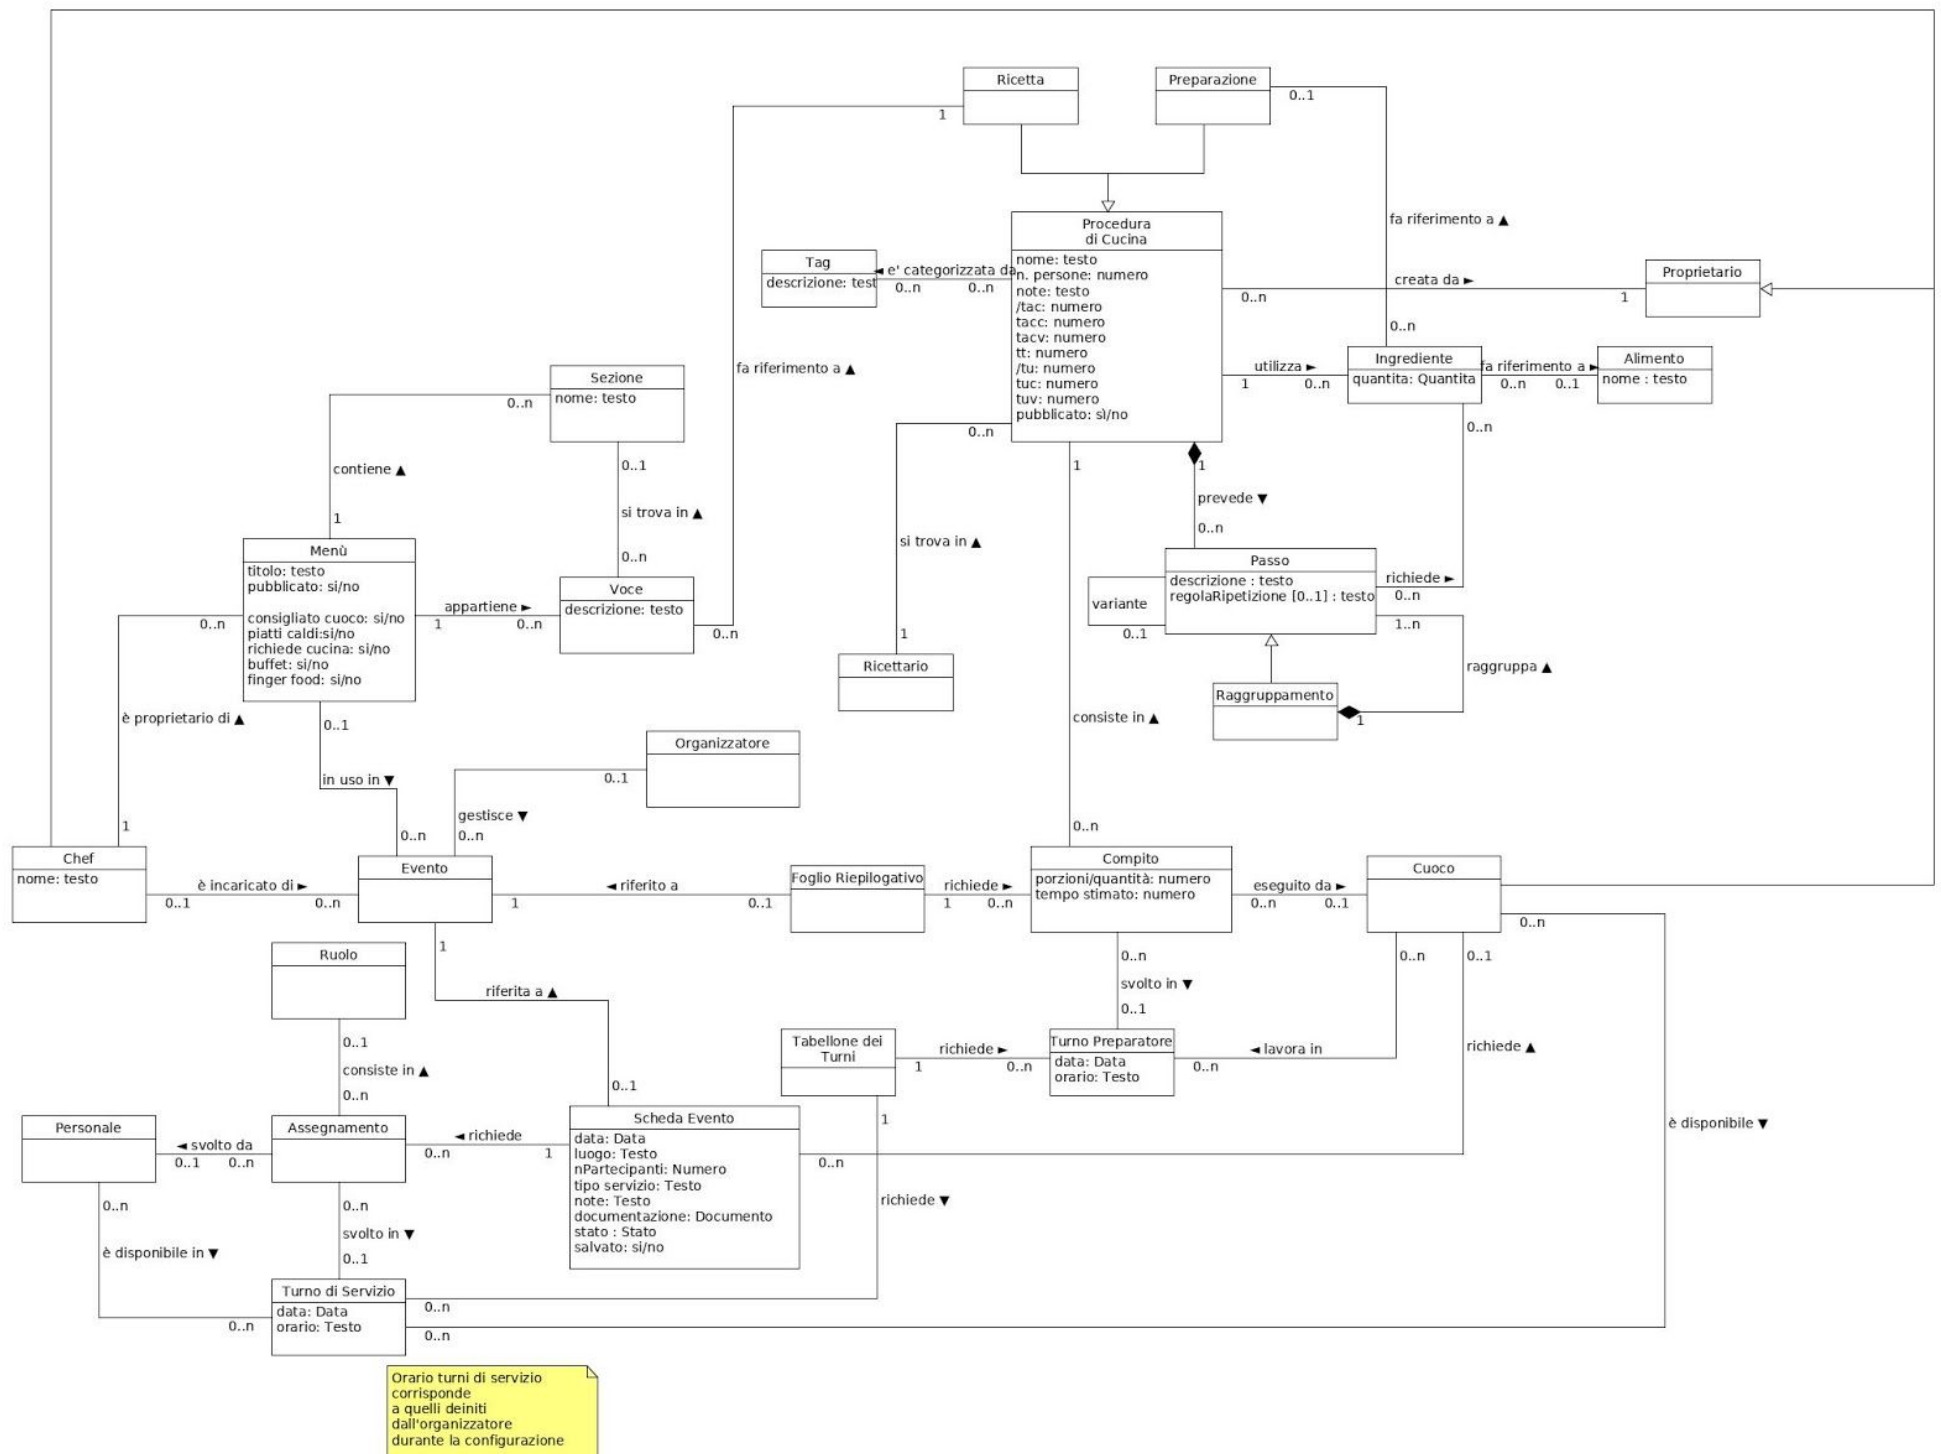 Ricetta
Preparazione
0..1
1
fa riferimento a ▲
Procedura
di Cucina
nome: testo
n. persone: numero
note: testo
/tac: numero
tacc: numero
tacv: numero
tt: numero
/tu: numero
tuc: numero
tuv: numero
pubblicato: sì/no
Tag
descrizione: test
◄ e' categorizzata da
0..n
0..n
creata da ►
0..n
1
Proprietario
0..n
Ingrediente
quantita: Quantita
utilizza ►
1
0..n
fa riferimento a ►
0..n
0..1
Alimento
nome : testo
fa riferimento a ▲
Sezione
nome: testo
0..n
contiene ▲
1
0..1
si trova in ▲
0..n
0..n
si trova in ▲
1
Ricettario
1
prevede ▼
0..n
0..n
Passo
descrizione : testo
regolaRipetizione [0..1] : testo
richiede ►
0..n
variante
0..1
1..n
raggruppa ▲
Raggruppamento
1
Menù
titolo: testo
pubblicato: si/no
consigliato cuoco: si/no
piatti caldi:si/no
richiede cucina: si/no
buffet: si/no
finger food: si/no
appartiene ►
1
0..n
Voce
descrizione: testo
0..n
0..n
è proprietario di ▲
1
0..1
in uso in ▼
0..n
Organizzatore
0..1
gestisce ▼
0..n
1
consiste in ▲
0..n
Chef
nome: testo
è incaricato di ►
0..1
0..n
Evento
◄ riferito a
1
0..1
Foglio Riepilogativo
richiede ►
1
0..n
Compito
porzioni/quantità: numero
tempo stimato: numero
eseguito da ►
0..n
0..1
Cuoco
0..n
Ruolo
1
riferita a ▲
0..1
0..1
consiste in ▲
0..n
0..n
svolto in ▼
0..1
0..n
0..1
Tabellone dei
Turni
richiede ►
1
0..n
Turno Preparatore
data: Data
orario: Testo
◄ lavora in
0..n
richiede ▲
Personale
◄ svolto da
0..1
0..n
Assegnamento
◄ richiede
0..n
1
Scheda Evento
data: Data
luogo: Testo
nPartecipanti: Numero
tipo servizio: Testo
note: Testo
documentazione: Documento
stato : Stato
salvato: si/no
0..n
1
richiede ▼
è disponibile ▼
0..n
è disponibile in ▼
0..n
0..n
svolto in ▼
0..1
Turno di Servizio
data: Data
orario: Testo
0..n
0..n
Orario turni di servizio
corrisponde
a quelli deiniti
dall'organizzatore
durante la configurazione